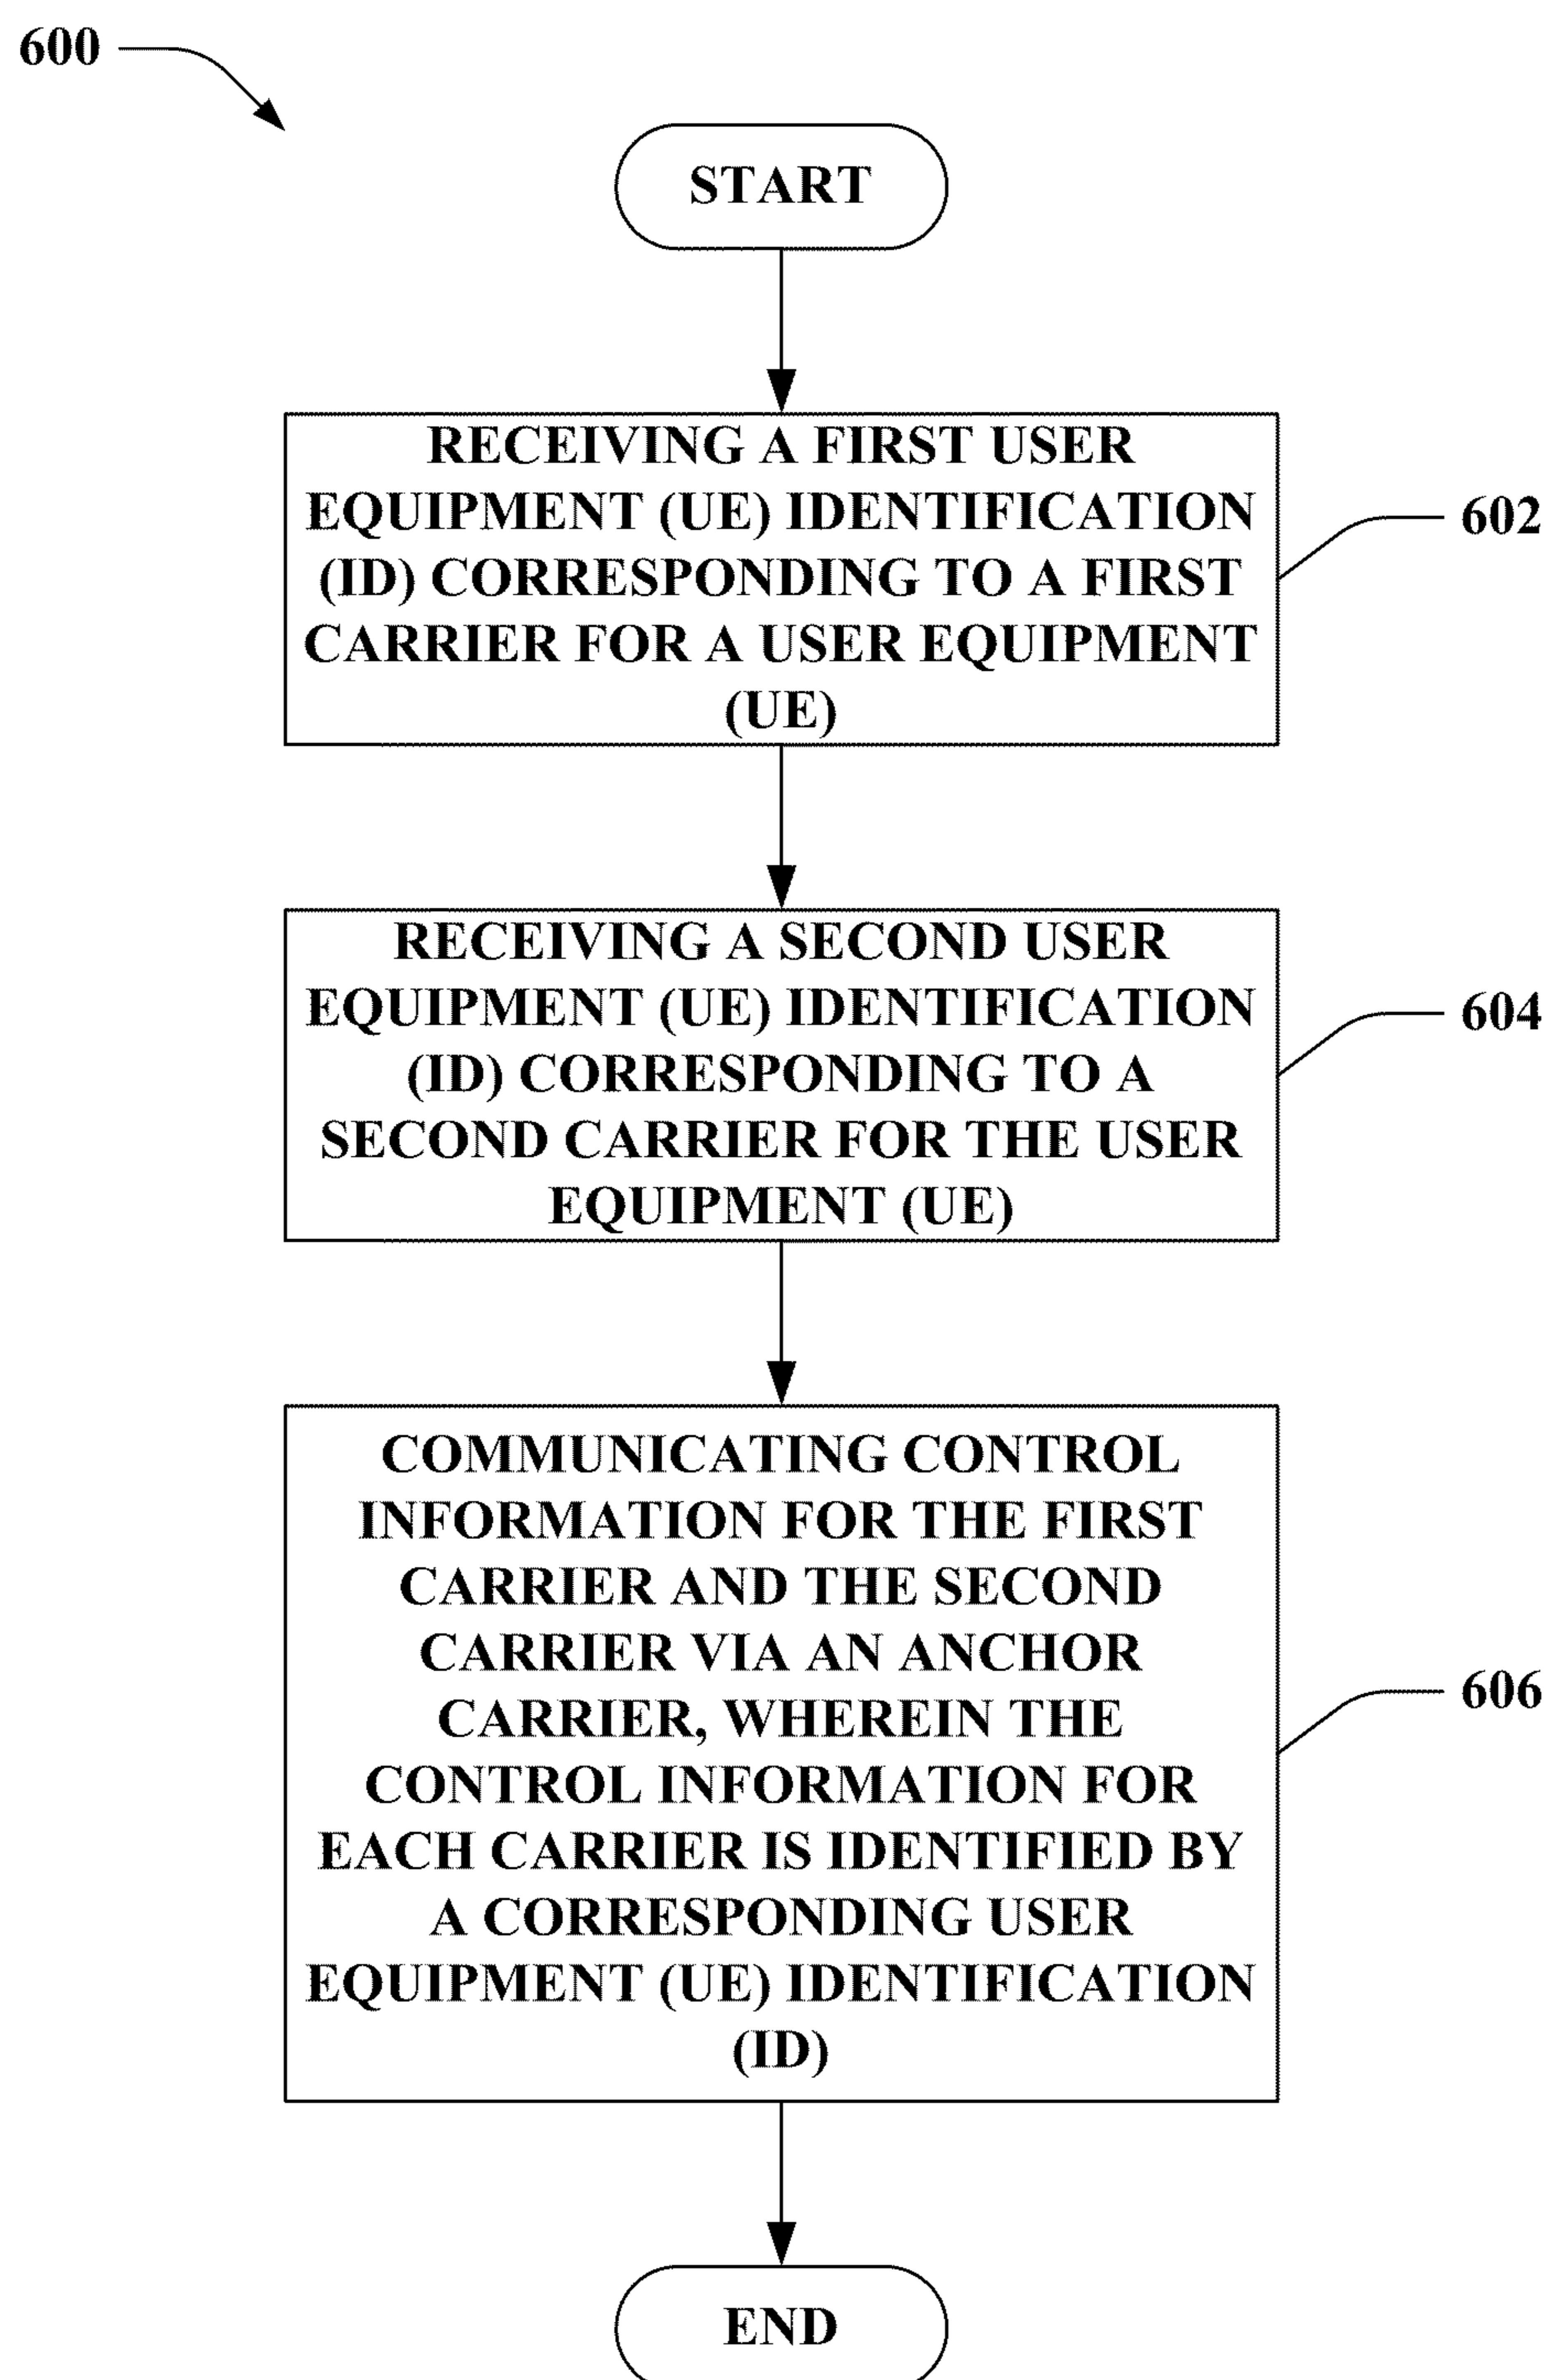 600
START
RECEIVING A FIRST USER
EQUIPMENT (UE) IDENTIFICATION
(ID) CORRESPONDING TO A FIRST
CARRIER FOR A USER EQUIPMENT
(UE)
602
RECEIVING A SECOND USER
EQUIPMENT (UE) IDENTIFICATION
(ID) CORRESPONDING TO A
SECOND CARRIER FOR THE USER
EQUIPMENT (UE)
604
COMMUNICATING CONTROL
INFORMATION FOR THE FIRST
CARRIER AND THE SECOND
CARRIER VIA AN ANCHOR
CARRIER, WHEREIN THE
CONTROL INFORMATION FOR
EACH CARRIER IS IDENTIFIED BY
A CORRESPONDING USER
EQUIPMENT (UE) IDENTIFICATION
(ID)
606
END